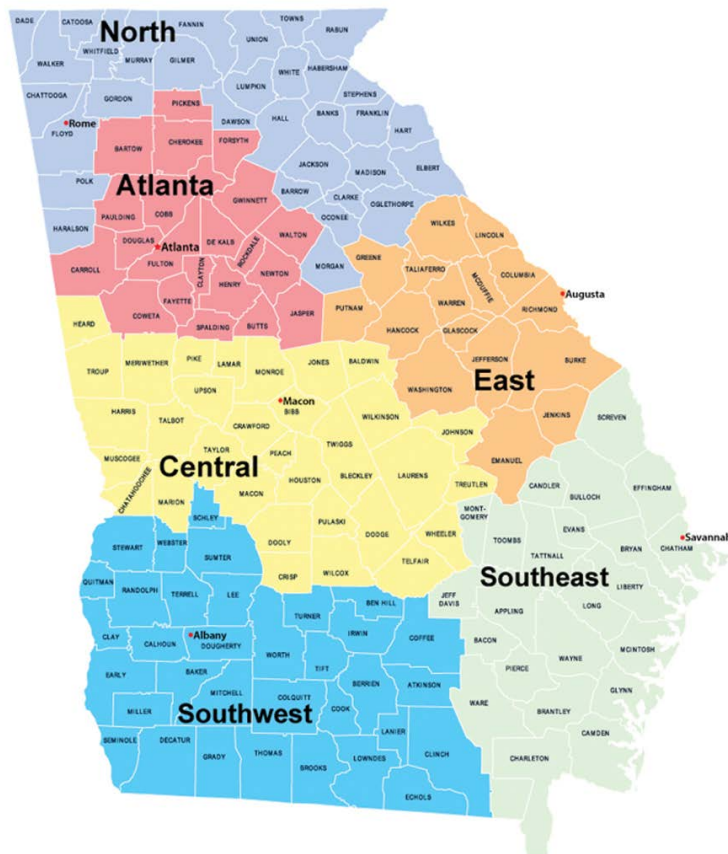 North
DADE
CATOOSA
WHITFIELD
MURRAY
FANNIN
GILMER
UNION
TOWNS
RABUN
WALKER
LUMPKIN
WHITE
HABERSHAM
STEPHENS
CHATTOOGA
GORDON
PICKENS
DAWSON
HALL
BANKS
FRANKLIN
HART
Rome
FLOYD
BARTOW
CHEROKEE
FORSYTH
JACKSON
MADISON
ELBERT
POLK
Atlanta
PAULDING
COBB
GWINNETT
BARROW
CLARKE
OGLETHORPE
OCONEE
HARALSON
DOUGLAS
Atlanta
FULTON
DE KALB
ROCKDALE
WALTON
MORGAN
CARROLL
CLAYTON
HENRY
NEWTON
FAYETTE
COWETA
SPALDING
BUTTS
JASPER
WILKES
LINCOLN
GREENE
TALIAFERRO
COLUMBIA
MCDUFFIE
Augusta
RICHMOND
PUTNAM
WARREN
HANCOCK
GLASCOCK
JEFFERSON
BURKE
East
WASHINGTON
JENKINS
EMANUEL
HEARD
TROUP
MERIWETHER
PIKE
LAMAR
MONROE
JONES
BALDWIN
UPSON
Macon
BIBB
HARRIS
TALBOT
CRAWFORD
WILKINSON
JOHNSON
TAYLOR
PEACH
TWIGGS
MUSCOGEE
CHATAHOOCHEE
Central
MARION
MACON
HOUSTON
BLECKLEY
LAURENS
TREUTLEN
PULASKI
DOOLY
DODGE
WHEELER
TELFAIR
CRISP
WILCOX
SCREVEN
CANDLER
BULLOCH
EFFINGHAM
MONT-
GOMERY
TOOMBS
EVANS
TATTNALL
BRYAN
CHATHAM
Savannah
Southeast
LIBERTY
JEFF
DAVIS
APPLING
LONG
BACON
WAYNE
MCINTOSH
PIERCE
WARE
BRANTLEY
GLYNN
CAMDEN
CHARLETON
SCHLEY
STEWART
WEBSTER
SUMTER
QUITMAN
RANDOLPH
TERRELL
LEE
TURNER
BEN HILL
IRWIN
COFFEE
CLAY
CALHOUN
Albany
DOUGHERTY
WORTH
TIFT
EARLY
BAKER
MITCHELL
COLQUITT
BERRIEN
ATKINSON
MILLER
Southwest
COOK
LANIER
SEMINOLE
DECATUR
GRADY
THOMAS
BROOKS
LOWNDES
CLINCH
ECHOLS